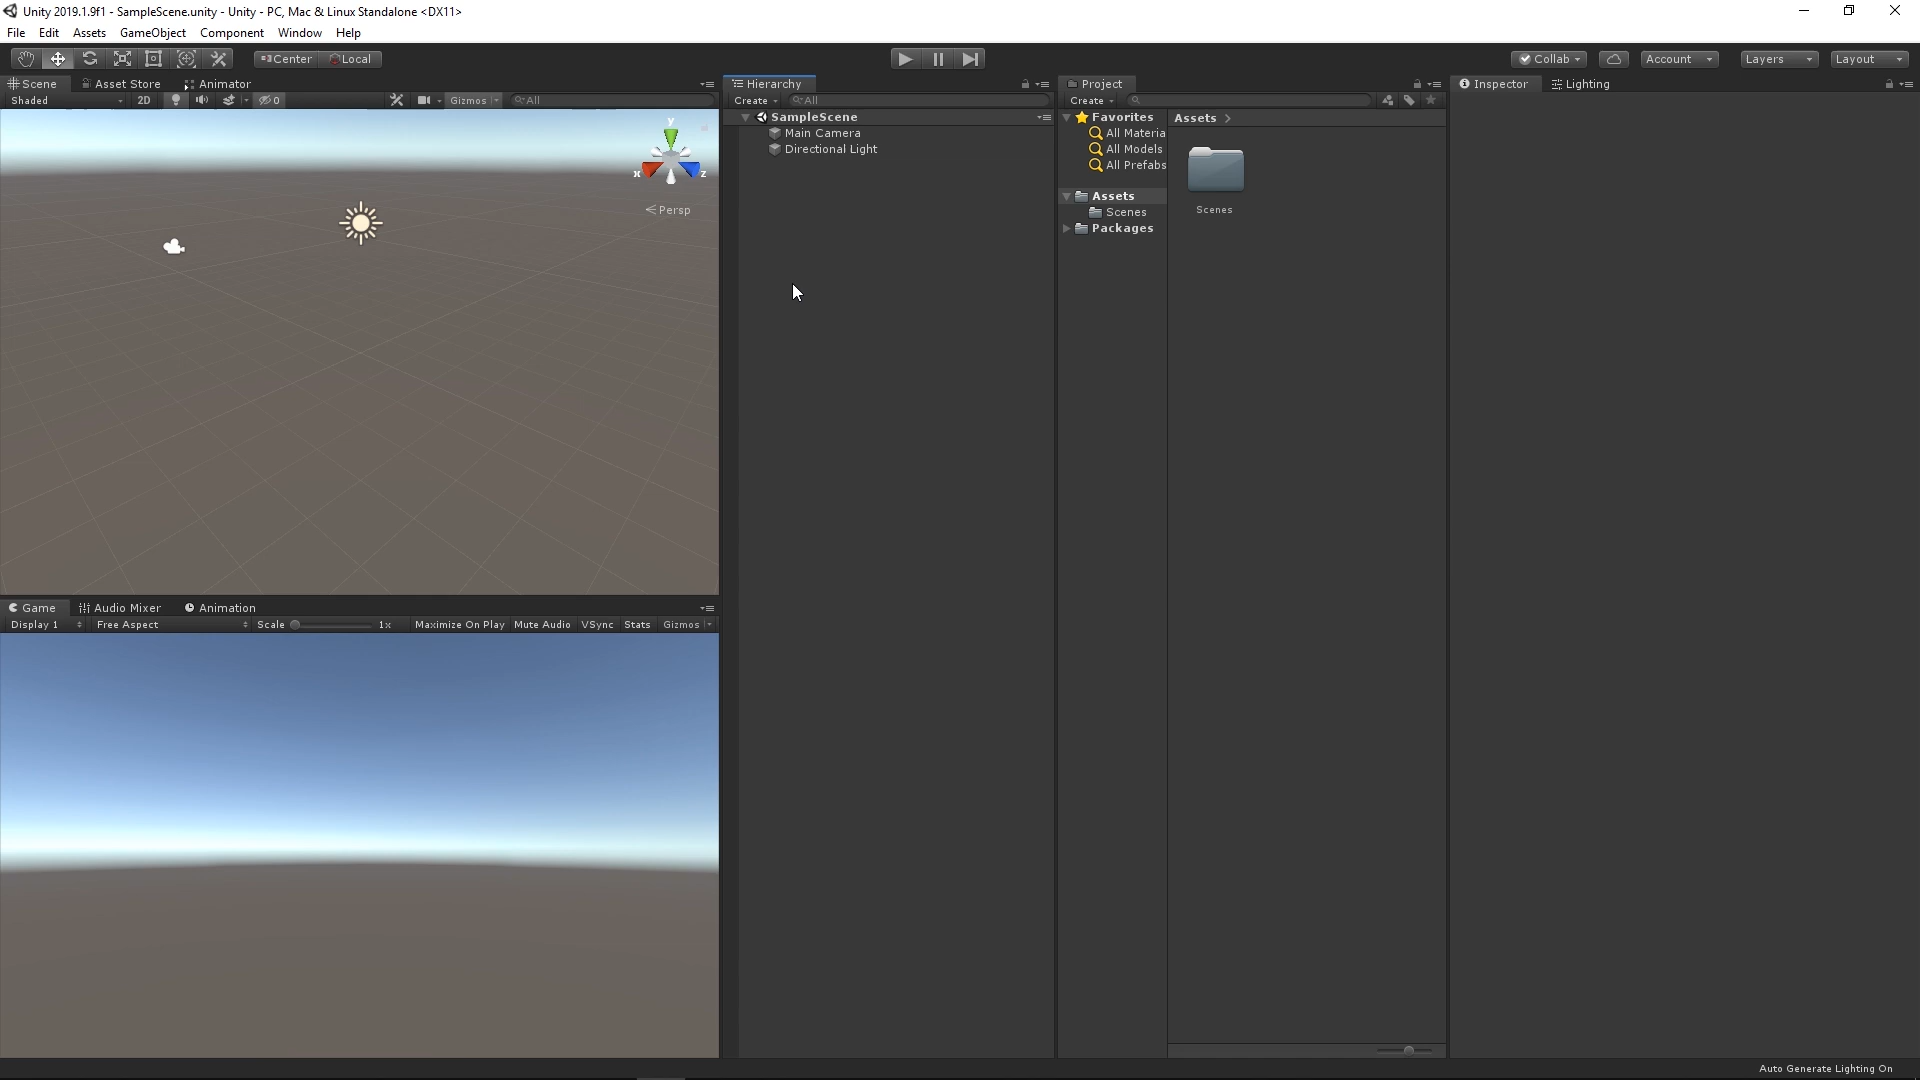 Unity 2019.1.9f1 - SampleScene.unity - Unity - PC, Mac & Linux Standalone <DX11>
File Edit Assets GameObject Component Window Help
Center Local Collab Account Layers Layout
Scene Asset Store Animator
Shaded 2D 0 Gizmos All
y
x z
Persp
Game Audio Mixer Animation
Display 1 Free Aspect Scale 1x Maximize On Play Mute Audio VSync Stats Gizmos
Hierarchy
Create All
SampleScene
Main Camera
Directional Light
Project
Create
Favorites
All Materia
All Models
All Prefabs
Assets
Scenes
Packages
Assets >
Scenes
Inspector Lighting
Auto Generate Lighting On